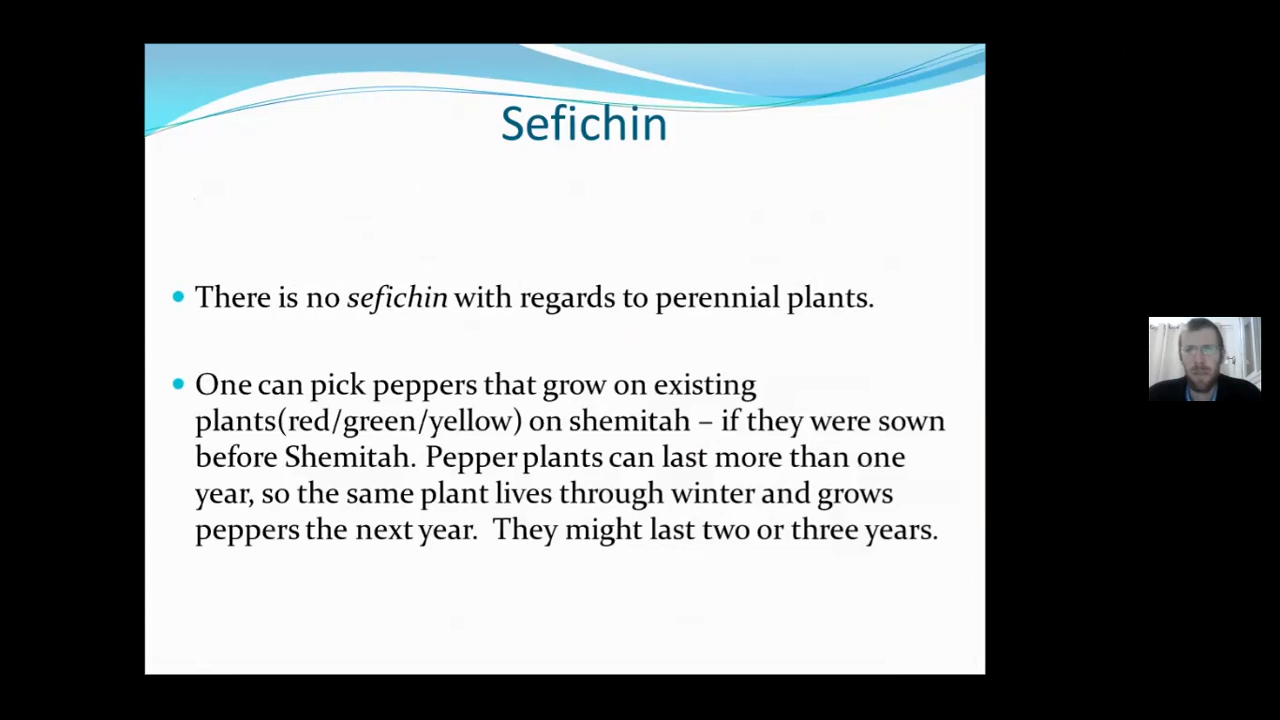 Sefichin
There is no sefichin with regards to perennial plants.
One can pick peppers that grow on existing
plants(red/green/yellow) on shemitah – if they were sown
before Shemitah. Pepper plants can last more than one
year, so the same plant lives through winter and grows
peppers the next year. They might last two or three years.